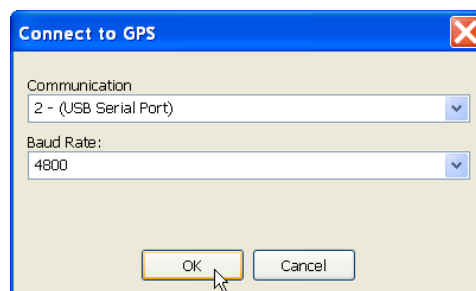 Connect to GPS
Communication
2 - (USB Serial Port)
Baud Rate:
4800
OK Cancel